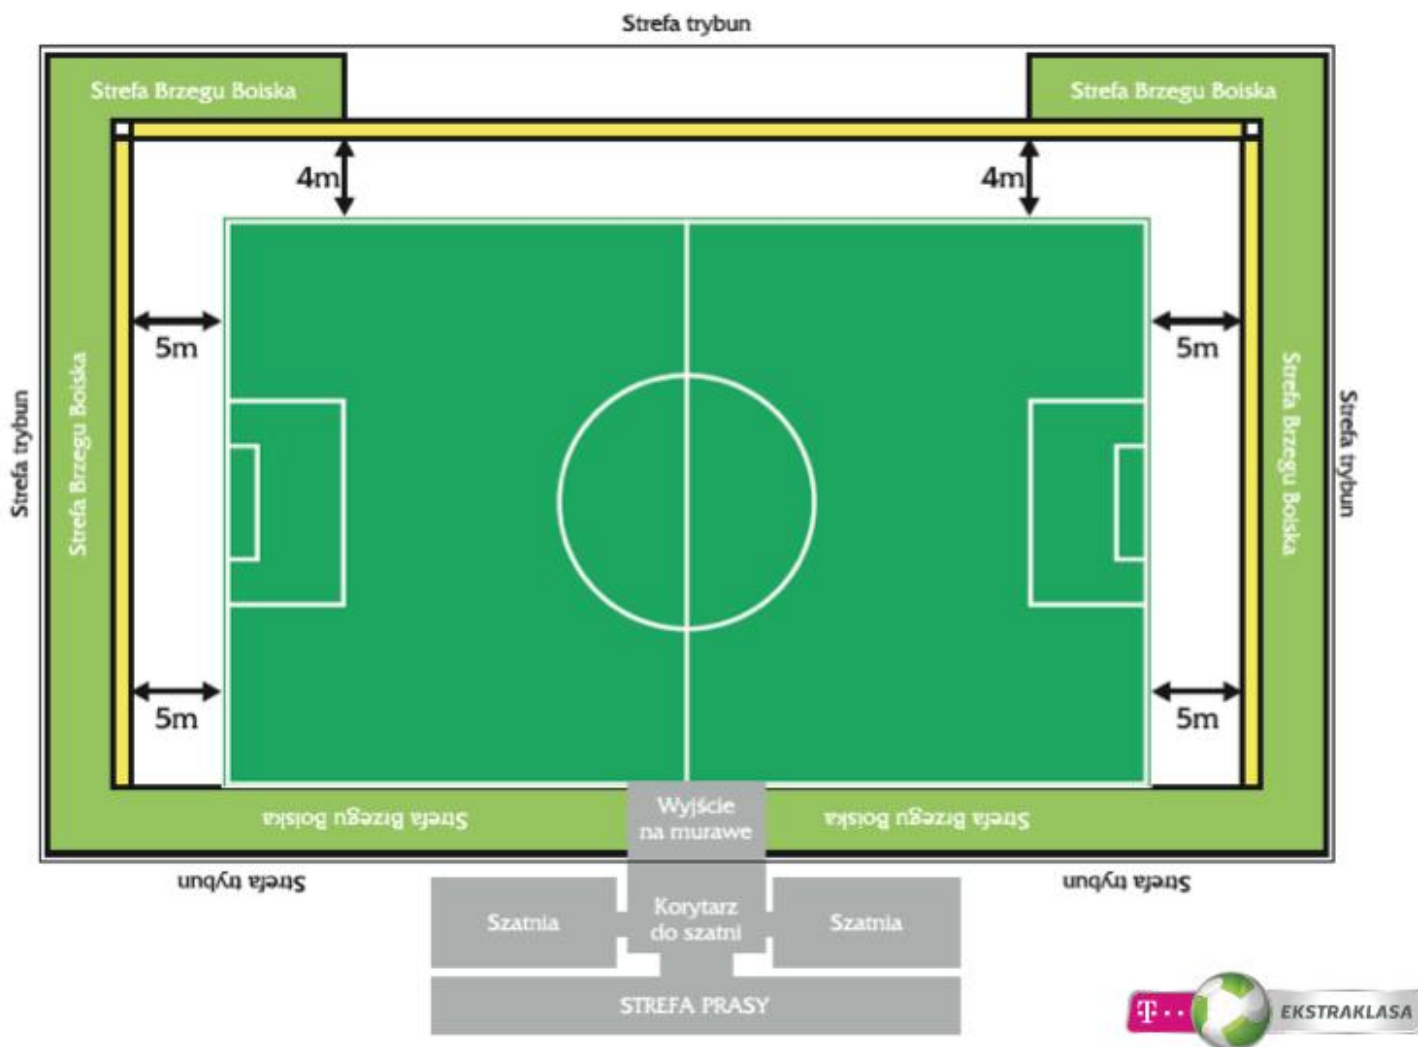 Strefa trybun
Strefa Brzegu Boiska
Strefa Brzegu Boiska
4m
4m
5m
5m
Strefa trybun
Strefa Brzegu Boiska
Strefa Brzegu Boiska
Strefa trybun
5m
5m
Strefa Brzegu Boiska
Wyjście
na murawe
Strefa Brzegu Boiska
Strefa trybun
Strefa trybun
Szatnia
Korytarz
do szatni
Szatnia
STREFA PRASY
T
EKSTRAKLASA